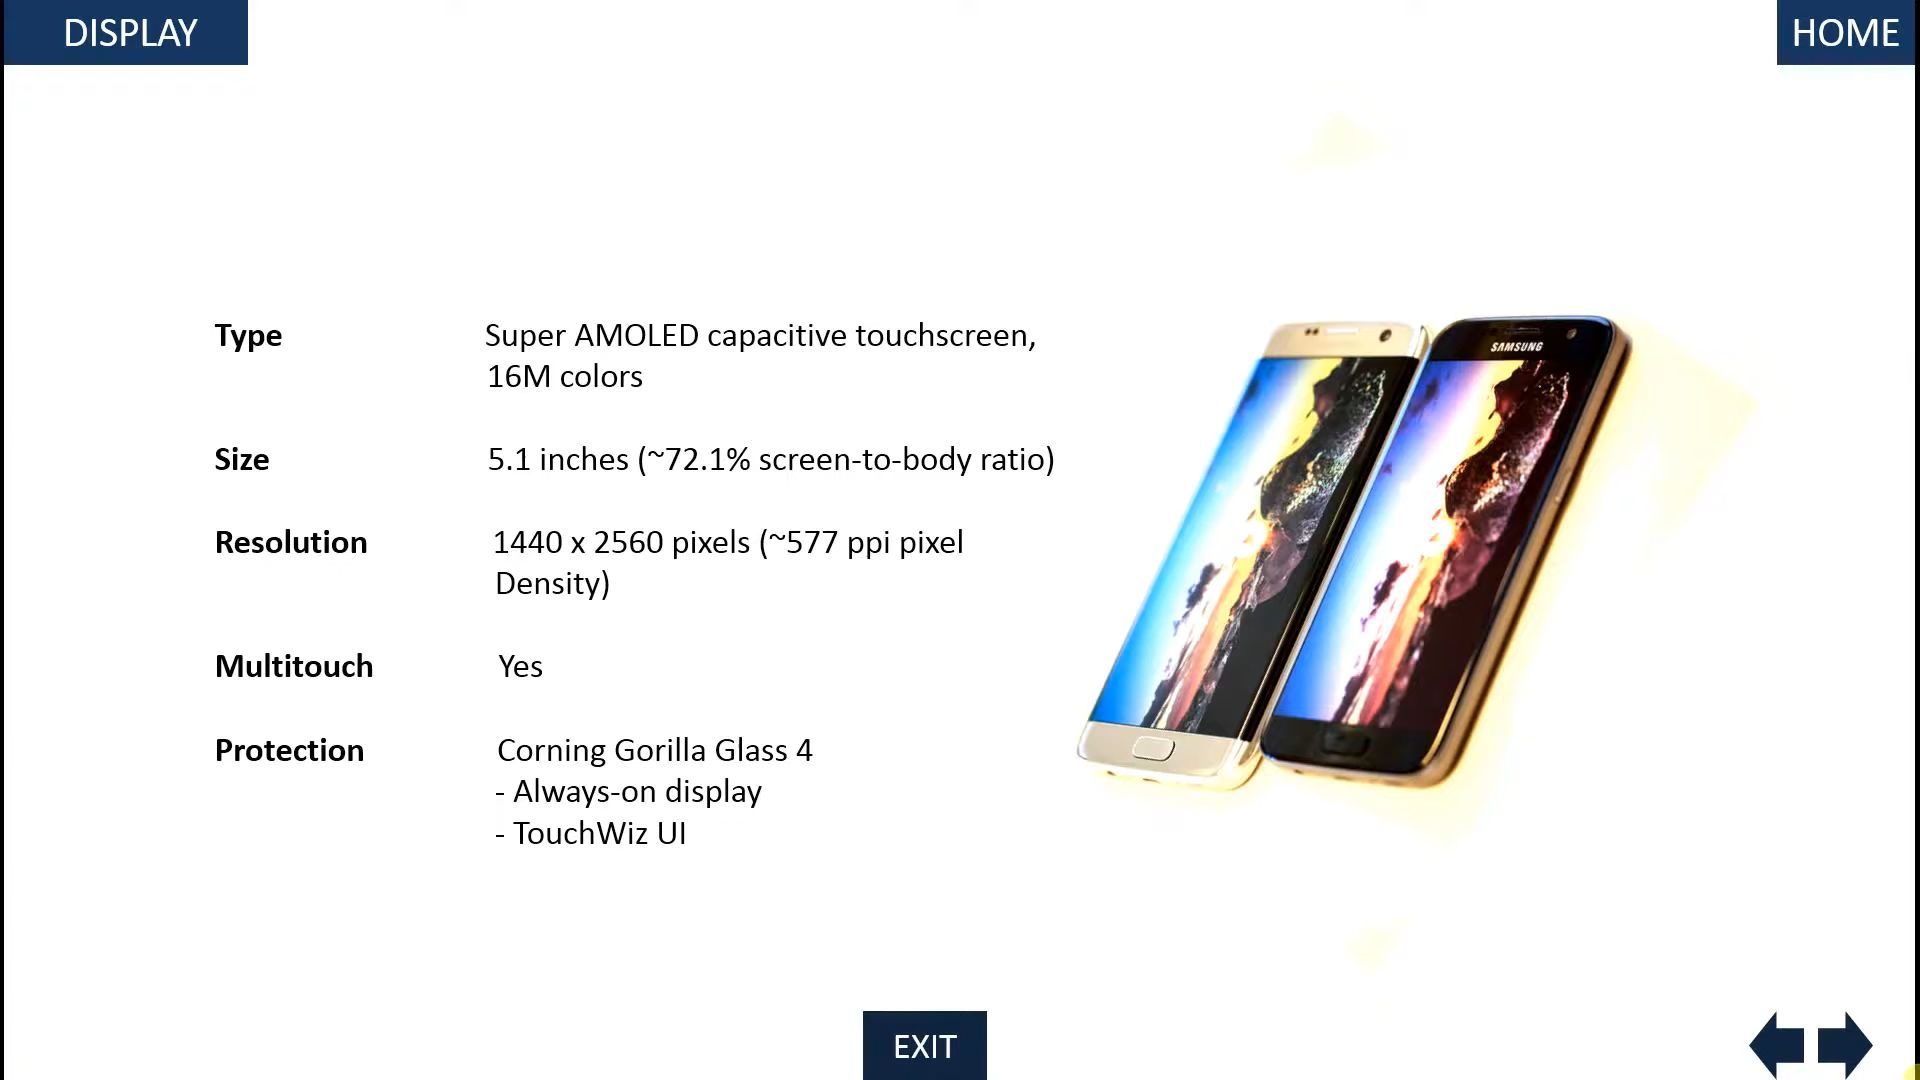 DISPLAY
HOME
Type Super AMOLED capacitive touchscreen,
16M colors
Size 5.1 inches (~72.1% screen-to-body ratio)
Resolution 1440 x 2560 pixels (~577 ppi pixel
Density)
Multitouch Yes
Protection Corning Gorilla Glass 4
- Always-on display
- TouchWiz UI
SAMSUNG
EXIT